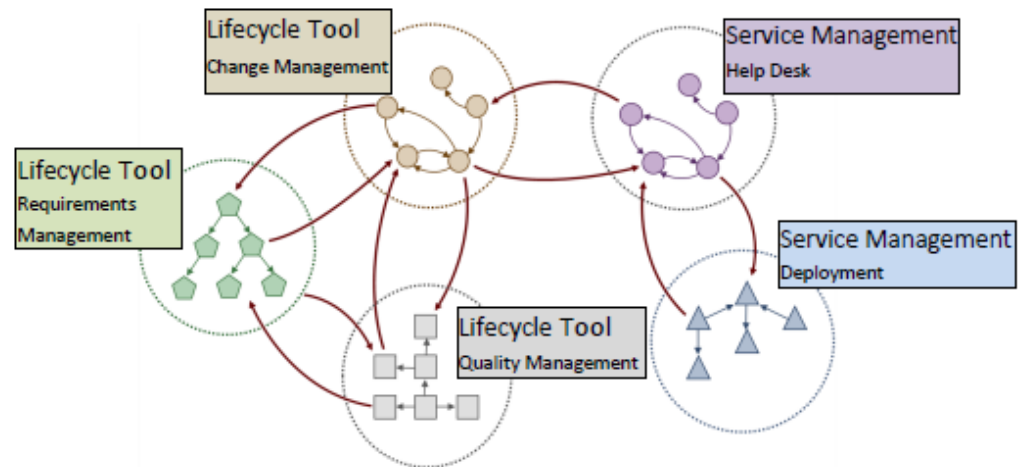 Lifecycle Tool
Change Management
Service Management
Help Desk
Lifecycle Tool
Requirements
Management
Service Management
Deployment
Lifecycle Tool
Quality Management